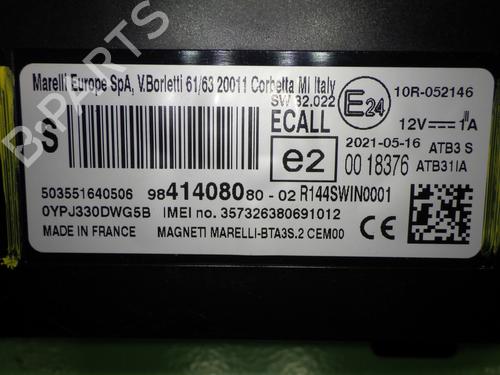 Marelli Europe SpA, V.Borletti 61/63 20011 Corbetta MI Italy
SW 32.022
E24
10R-052146
S
ECALL
12V 1A
2021-05-16 ATB3 S
e2
00 18376 ATB31IA
503551640506 9841408080-02 R144SWIN0001
0YPJ330DWG5B IMEI no. 357326380691012
MADE IN FRANCE MAGNETI MARELLI-BTA3S.2 CEM00
B-PARTS